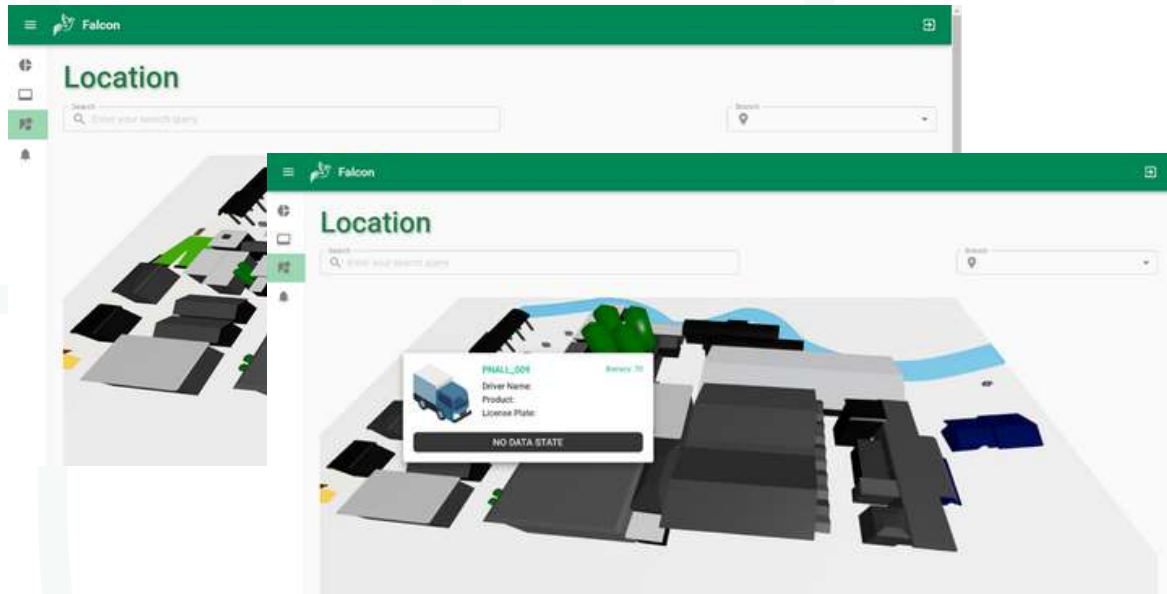 Falcon
Location
Search
Enter your search query
Branch
Falcon
Location
Search
Enter your search query
Branch
PNALL_009
Battery: 70
Driver Name:
Product:
License Plate:
NO DATA STATE